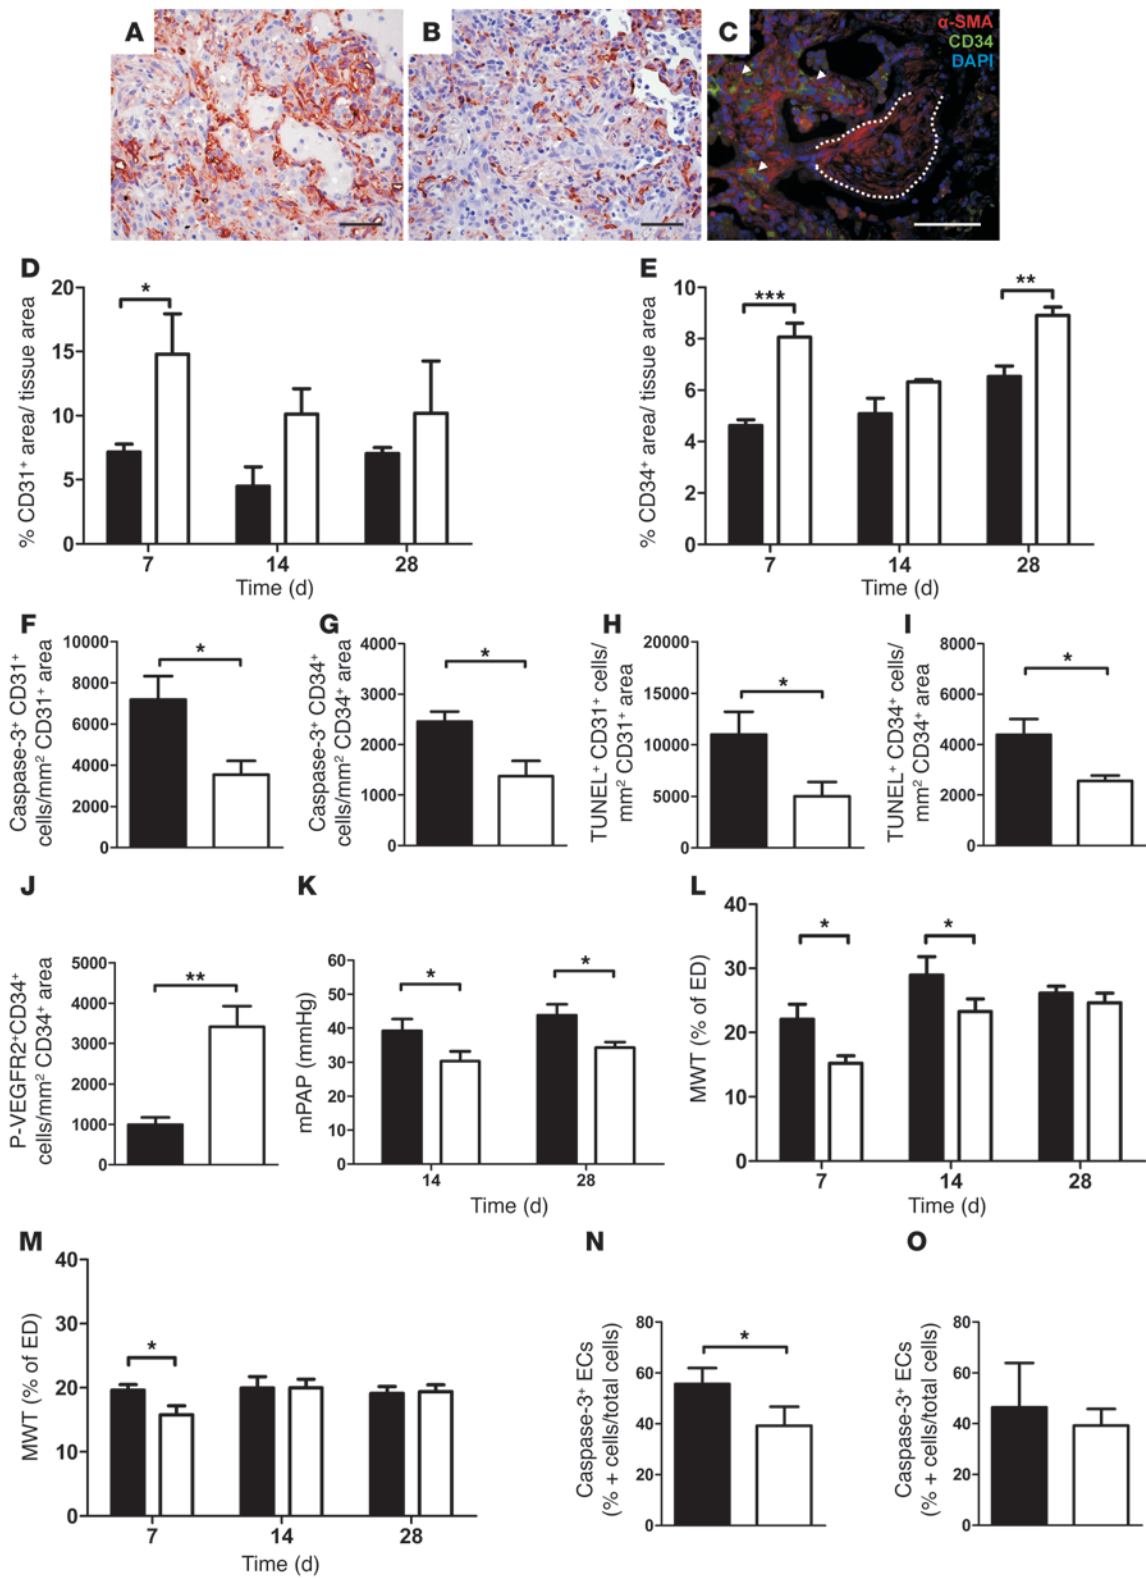 A
B
C
α-SMA
CD34
DAPI
D
% CD31⁺ area/ tissue area
20
15
10
5
0
*
7
14
28
Time (d)
E
% CD34⁺ area/ tissue area
10
8
6
4
2
0
***
**
7
14
28
Time (d)
F
Caspase-3⁺ CD31⁺
cells/mm² CD31⁺ area
10000
8000
6000
4000
2000
0
*
G
Caspase-3⁺ CD34⁺
cells/mm² CD34⁺ area
4000
3000
2000
1000
0
*
H
TUNEL⁺ CD31⁺ cells/
mm² CD31⁺ area
20000
15000
10000
5000
0
*
I
TUNEL⁺ CD34⁺ cells/
mm² CD34⁺ area
8000
6000
4000
2000
0
*
J
P-VEGFR2⁺CD34⁺
cells/mm² CD34⁺ area
5000
4000
3000
2000
1000
0
**
K
mPAP (mmHg)
60
50
40
30
20
10
0
*
*
14
28
Time (d)
L
MWT (% of ED)
40
30
20
10
0
*
*
7
14
28
Time (d)
M
MWT (% of ED)
40
30
20
10
0
*
7
14
28
Time (d)
N
Caspase-3⁺ ECs
(% + cells/total cells)
80
60
40
20
0
*
O
Caspase-3⁺ ECs
(% + cells/total cells)
80
60
40
20
0